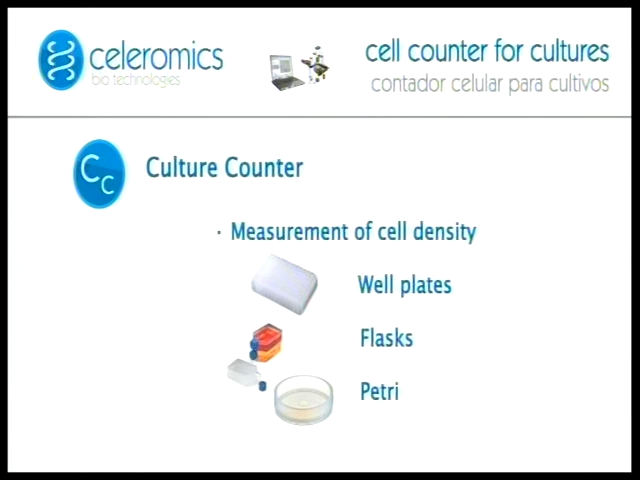 celeromics
bio technologies
cell counter for cultures
contador celular para cultivos
Cc
Culture Counter
· Measurement of cell density
Well plates
Flasks
Petri